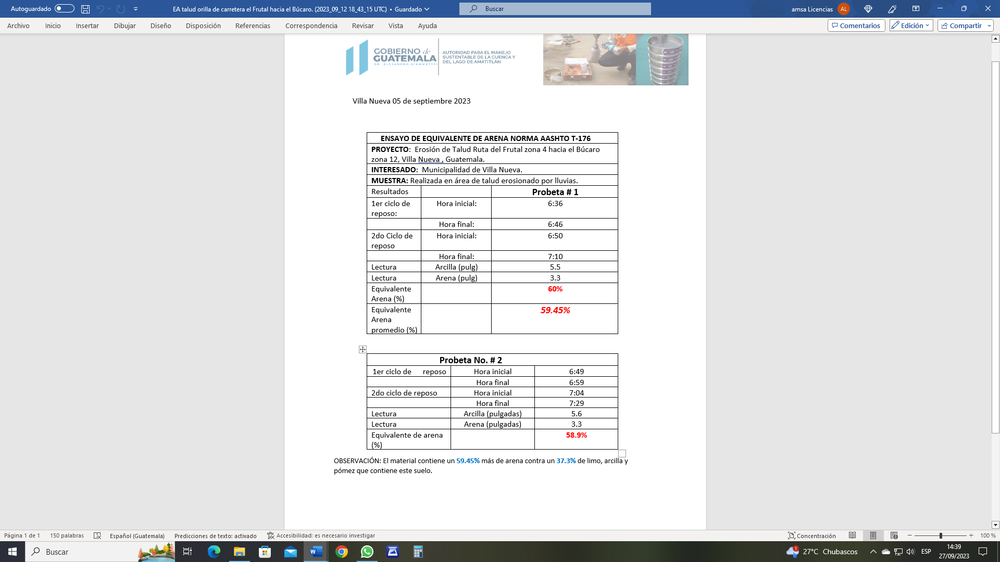 Autoguardado
EA talud orilla de carretera el Frutal hacia el Búcaro. (2023_09_12 18_43_15 UTC) • Guardado
Buscar
amsa Licencias AL
Archivo Inicio Insertar Dibujar Diseño Disposición Referencias Correspondencia Revisar Vista Ayuda
Comentarios Edición Compartir
GOBIERNO de
GUATEMALA
DR. ALEJANDRO GIAMMATTEI
AUTORIDAD PARA EL MANEJO
SUSTENTABLE DE LA CUENCA Y
DEL LAGO DE AMATITLÁN
Villa Nueva 05 de septiembre 2023
ENSAYO DE EQUIVALENTE DE ARENA NORMA AASHTO T-176
PROYECTO: Erosión de Talud Ruta del Frutal zona 4 hacia el Búcaro
zona 12, Villa Nueva , Guatemala.
INTERESADO: Municipalidad de Villa Nueva.
MUESTRA: Realizada en área de talud erosionado por lluvias.
Resultados Probeta # 1
1er ciclo de Hora inicial: 6:36
reposo:
Hora final: 6:46
2do Ciclo de Hora inicial: 6:50
reposo
Hora final: 7:10
Lectura Arcilla (pulg) 5.5
Lectura Arena (pulg) 3.3
Equivalente 60%
Arena (%)
Equivalente 59.45%
Arena
promedio (%)
Probeta No. # 2
1er ciclo de reposo Hora inicial 6:49
Hora final 6:59
2do ciclo de reposo Hora inicial 7:04
Hora final 7:29
Lectura Arcilla (pulgadas) 5.6
Lectura Arena (pulgadas) 3.3
Equivalente de arena 58.9%
(%)
OBSERVACIÓN: El material contiene un 59.45% más de arena contra un 37.3% de limo, arcilla y
pómez que contiene este suelo.
Página 1 de 1 150 palabras Español (Guatemala) Predicciones de texto: activado Accesibilidad: es necesario investigar Concentración 100 %
Buscar
1 27°C Chubascos ESP
14:39
27/09/2023